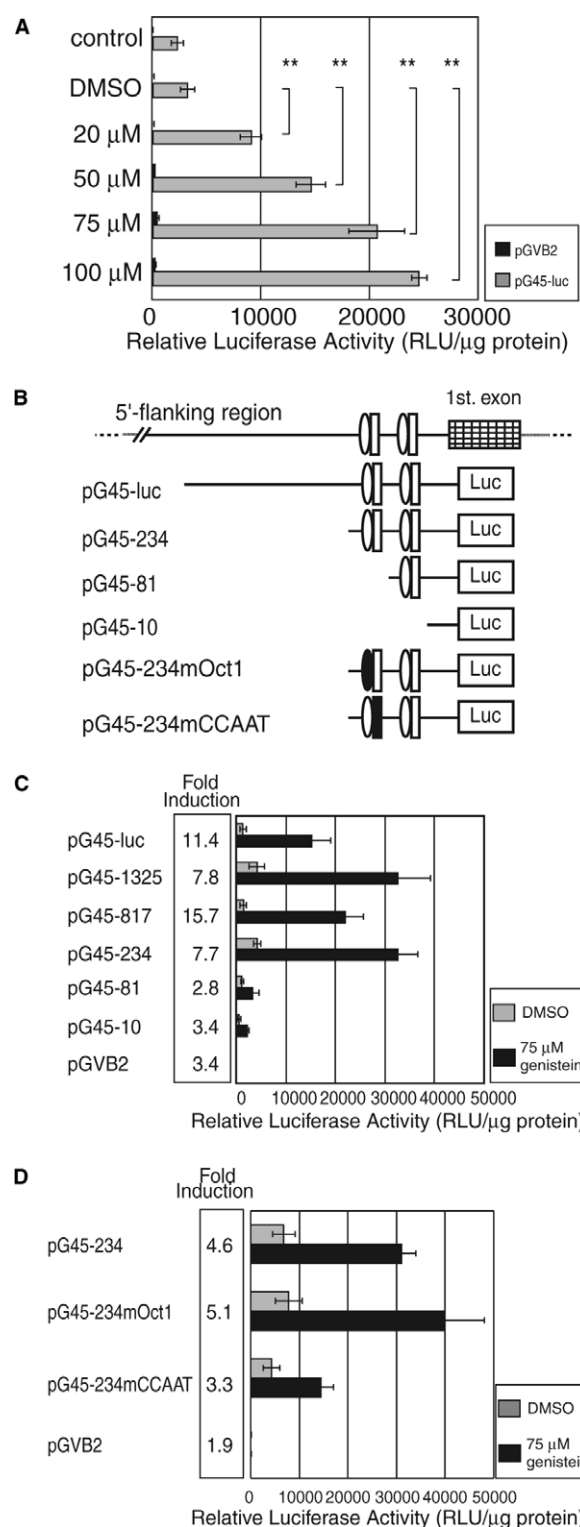 A
control
** ** ** **
DMSO
20 μM
50 μM
75 μM
100 μM
pGVB2
pG45-luc
0 10000 20000 30000
Relative Luciferase Activity (RLU/μg protein)
B
1st. exon
5'-flanking region
pG45-luc Luc
pG45-234 Luc
pG45-81 Luc
pG45-10 Luc
pG45-234mOct1 Luc
pG45-234mCCAAT Luc
C
Fold
Induction
pG45-luc 11.4
pG45-1325 7.8
pG45-817 15.7
pG45-234 7.7
pG45-81 2.8
pG45-10 3.4
pGVB2 3.4
DMSO
75 μM
genistein
0 10000 20000 30000 40000 50000
Relative Luciferase Activity (RLU/μg protein)
D
Fold
Induction
pG45-234 4.6
pG45-234mOct1 5.1
pG45-234mCCAAT 3.3
pGVB2 1.9
DMSO
75 μM
genistein
0 10000 20000 30000 40000 50000
Relative Luciferase Activity (RLU/μg protein)